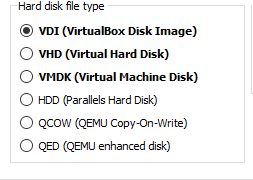 Hard disk file type
VDI (VirtualBox Disk Image)
VHD (Virtual Hard Disk)
VMDK (Virtual Machine Disk)
HDD (Parallels Hard Disk)
QCOW (QEMU Copy-On-Write)
QED (QEMU enhanced disk)